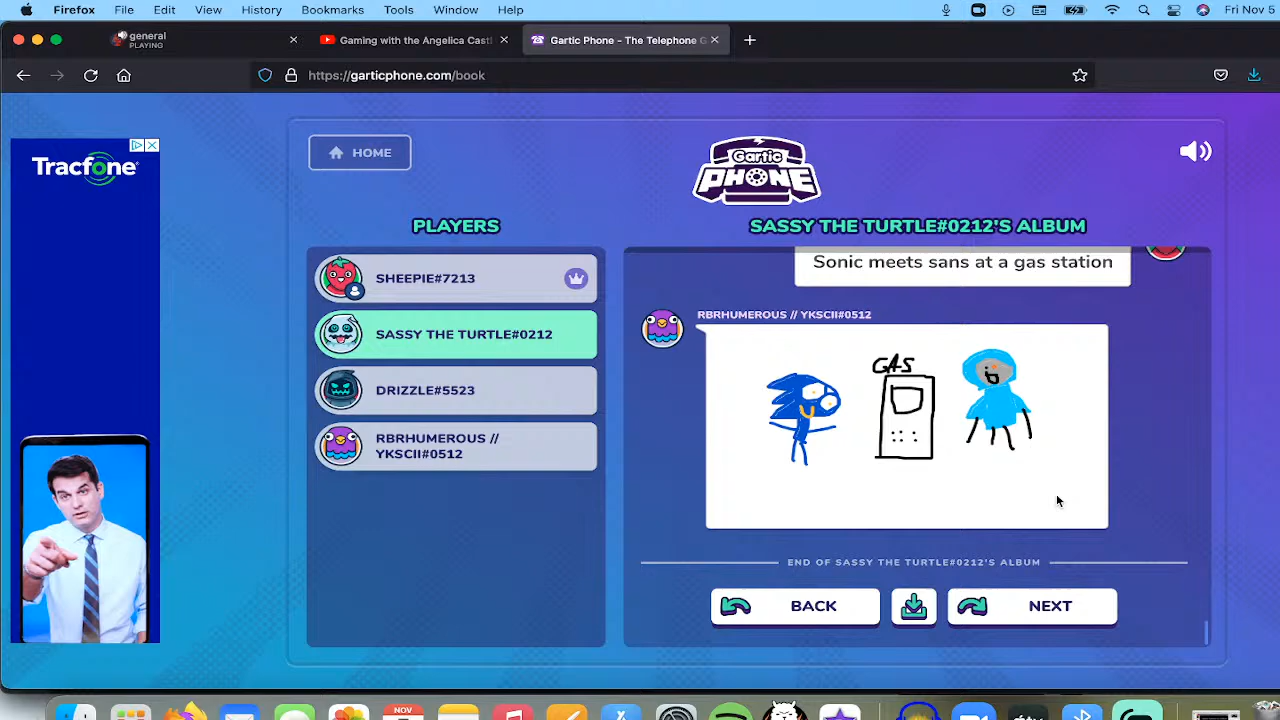 Firefox File Edit View History Bookmarks Tools Window Help Fri Nov 5
general
PLAYING
Gaming with the Angelica Cast!
Gartic Phone – The Telephone G
https://garticphone.com/book
Tracfone
HOME
Gartic
PHONE
PLAYERS
SASSY THE TURTLE#0212'S ALBUM
SHEEPIE#7213
SASSY THE TURTLE#0212
DRIZZLE#5523
RBRHUMEROUS //
YKSCII#0512
Sonic meets sans at a gas station
RBRHUMEROUS // YKSCII#0512
GAS
END OF SASSY THE TURTLE#0212'S ALBUM
BACK
NEXT
NOV